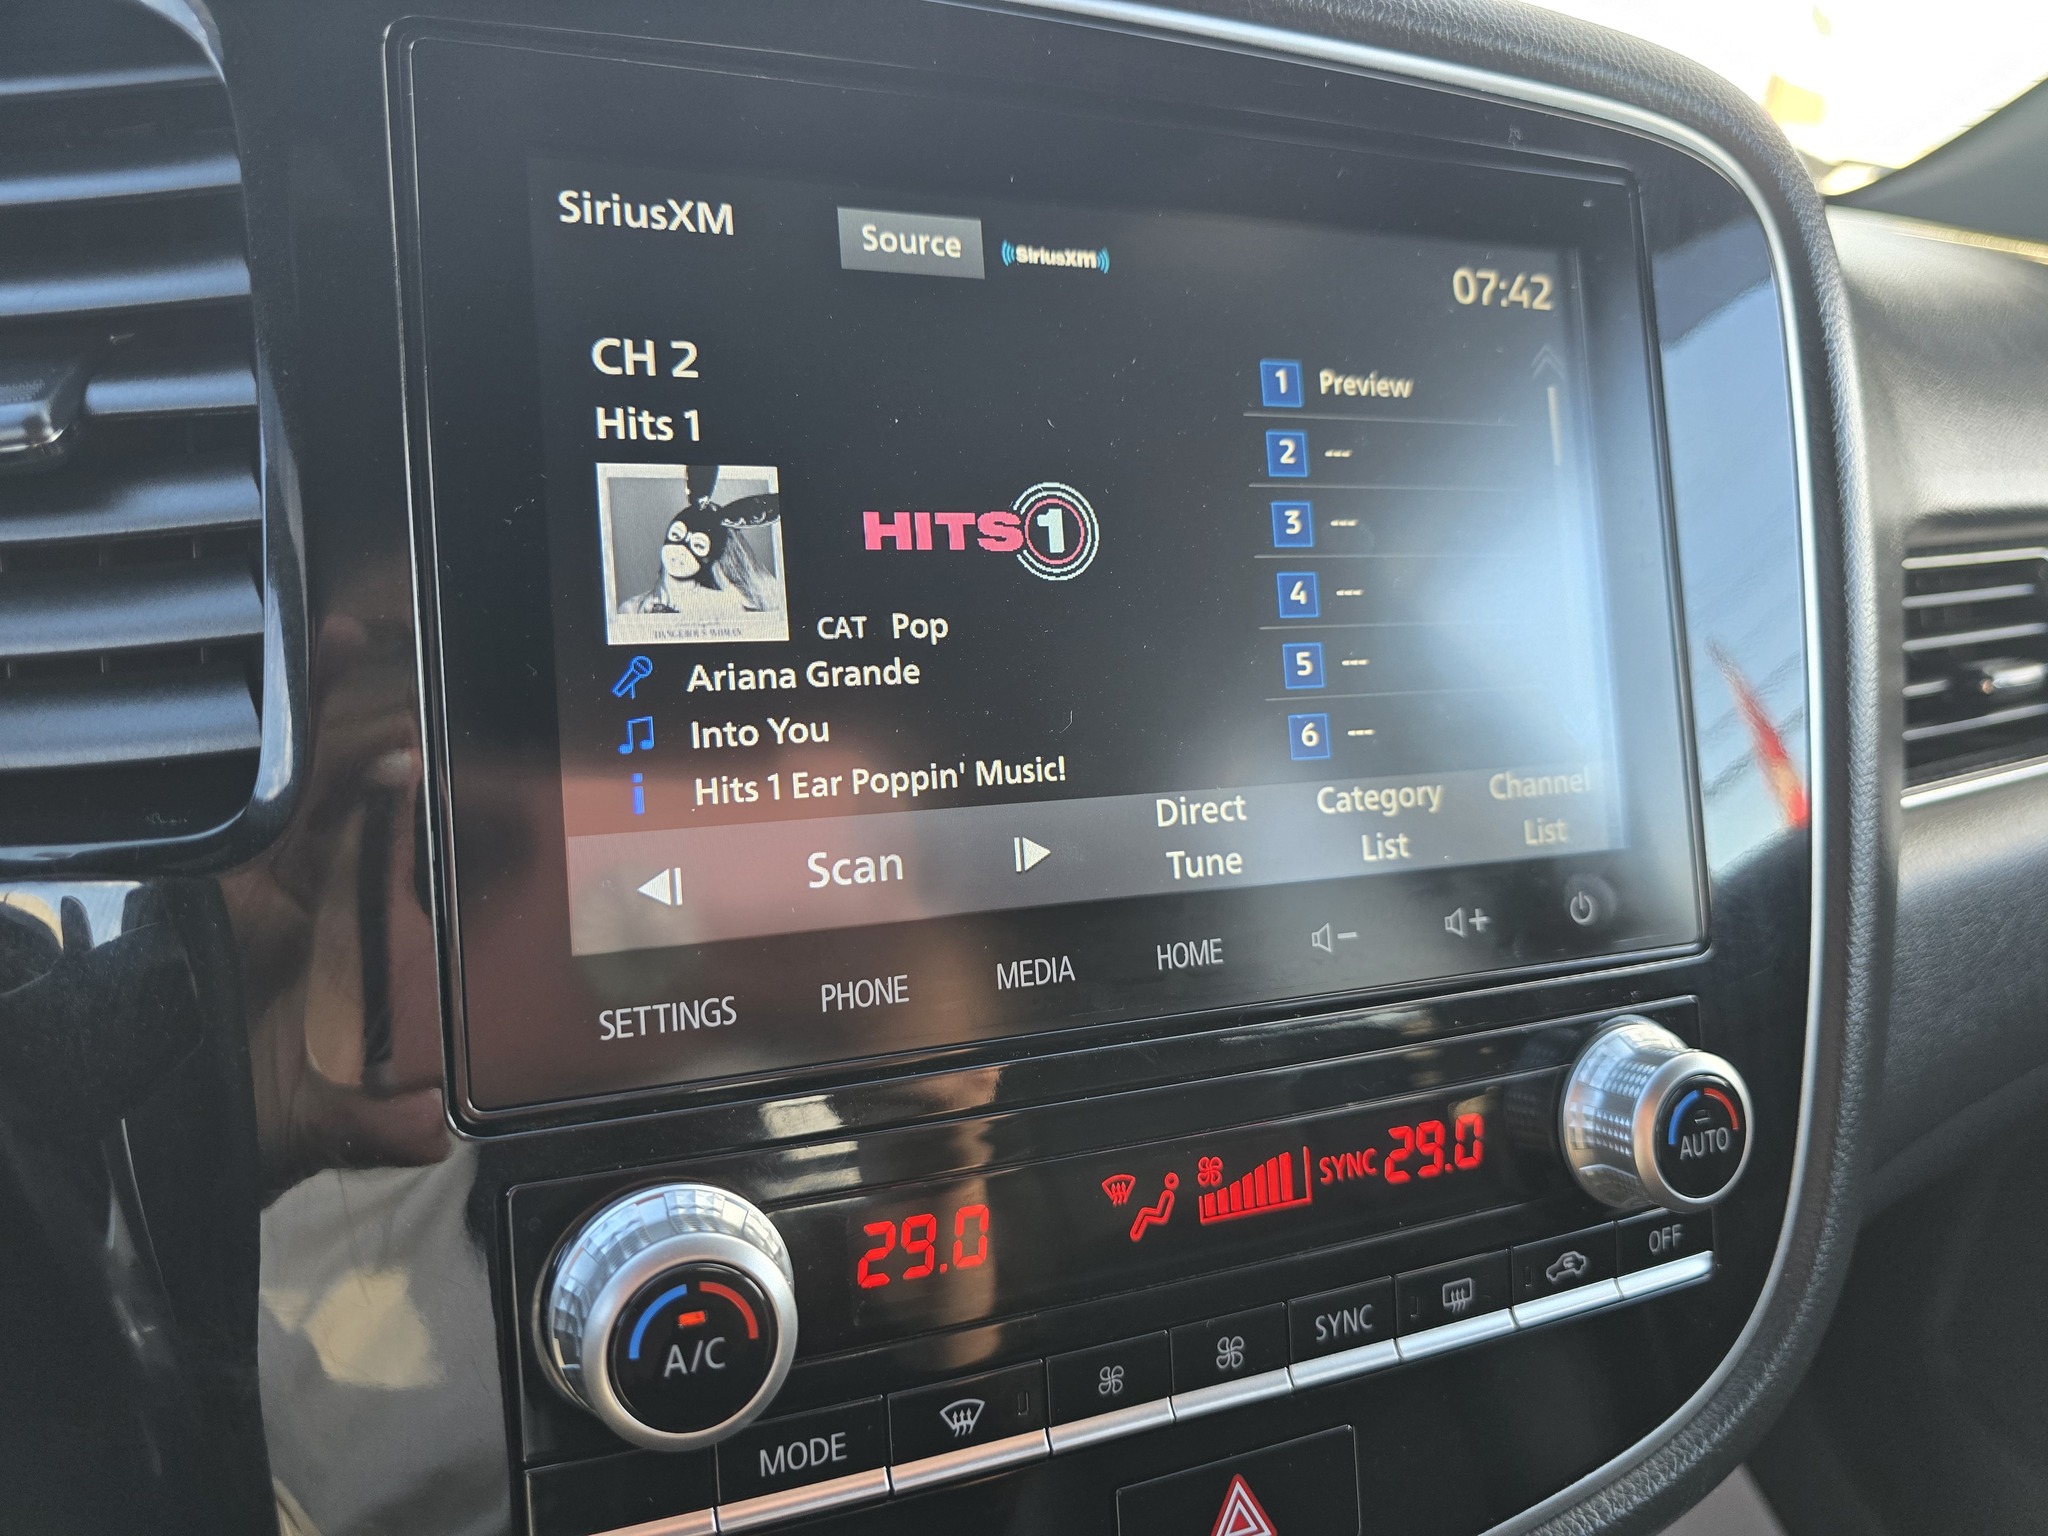 SiriusXM
Source
SiriusXM
07:42
CH 2
Hits 1
HITS 1
DANGEROUS WOMAN
CAT Pop
Ariana Grande
Into You
Hits 1 Ear Poppin' Music!
1 Preview
2 ---
3 ---
4 ---
5 ---
6 ---
Scan
Direct
Tune
Category
List
Channel
List
SETTINGS
PHONE
MEDIA
HOME
29.0
SYNC 29.0
A/C
AUTO
MODE
SYNC
OFF